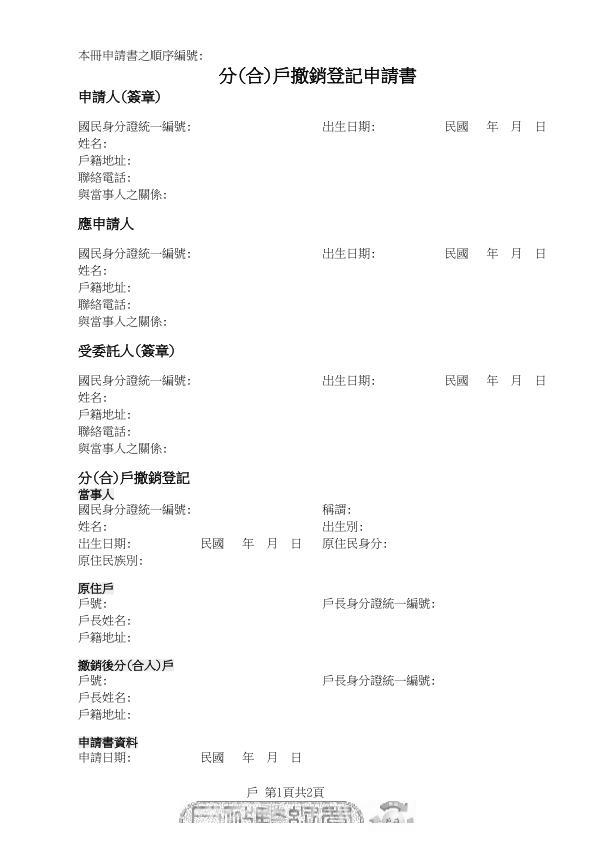 本冊申請書之順序編號:
分(合)戶撤銷登記申請書
申請人(簽章)
國民身分證統一編號: 出生日期: 民國 年 月 日
姓名:
戶籍地址:
聯絡電話:
與當事人之關係:
應申請人
國民身分證統一編號: 出生日期: 民國 年 月 日
姓名:
戶籍地址:
聯絡電話:
與當事人之關係:
受委託人(簽章)
國民身分證統一編號: 出生日期: 民國 年 月 日
姓名:
戶籍地址:
聯絡電話:
與當事人之關係:
分(合)戶撤銷登記
當事人
國民身分證統一編號: 稱謂:
姓名: 出生別:
出生日期: 民國 年 月 日 原住民身分:
原住民族別:
原住戶
戶號: 戶長身分證統一編號:
戶長姓名:
戶籍地址:
撤銷後分(合入)戶
戶號: 戶長身分證統一編號:
戶長姓名:
戶籍地址:
申請書資料
申請日期: 民國 年 月 日
戶 第1頁共2頁